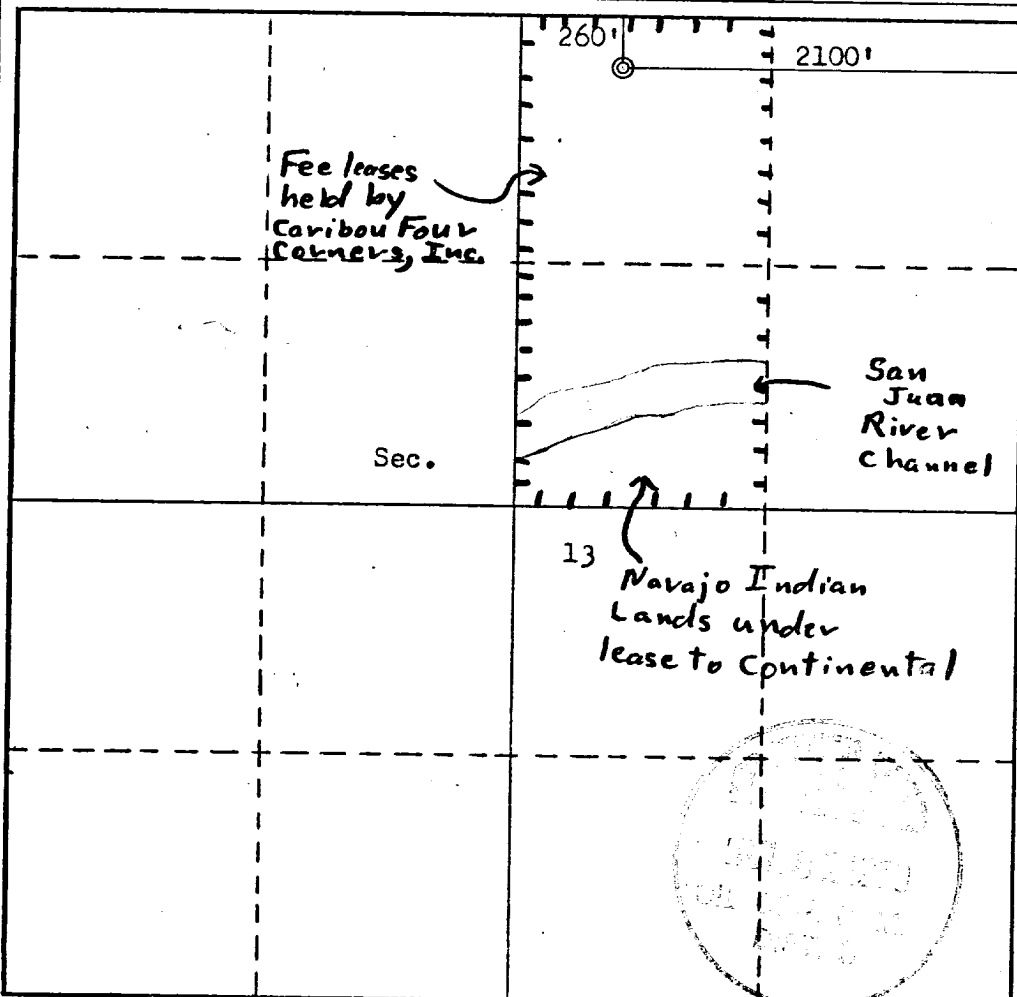 260'
2100'
Fee leases
held by
Caribou Four
Corners, Inc.
San
Juan
River
Channel
Sec.
13
Navajo Indian
Lands under
lease to Continental